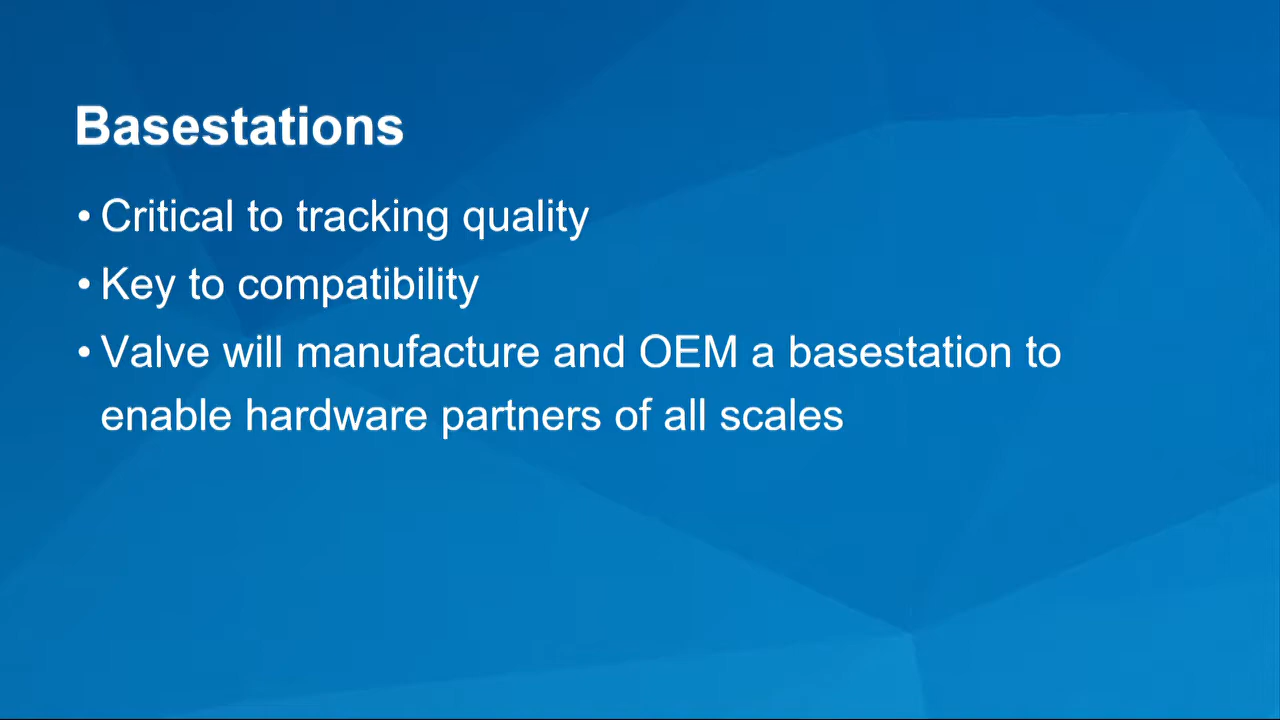 Basestations
• Critical to tracking quality
• Key to compatibility
• Valve will manufacture and OEM a basestation to
enable hardware partners of all scales